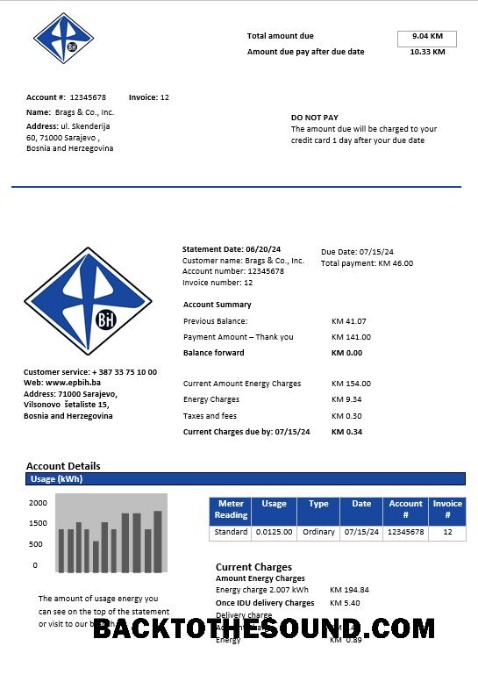 Total amount due 9.04 KM
Amount due pay after due date 10.33 KM
BiH
Account #: 12345678 Invoice: 12
Name: Brags & Co., Inc.
Address: ul. Skenderija
60, 71000 Sarajevo ,
Bosnia and Herzegovina
DO NOT PAY
The amount due will be charged to your
credit card 1 day after your due date
BiH
Customer service: + 387 33 75 10 00
Web: www.epbih.ba
Address: 71000 Sarajevo,
Vilsonovo šetaliste 15,
Bosnia and Herzegovina
Statement Date: 06/20/24
Customer name: Brags & Co., Inc.
Account number: 12345678
Invoice number: 12
Due Date: 07/15/24
Total payment: KM 46.00
Account Summary
Previous Balance: KM 41.07
Payment Amount – Thank you KM 141.00
Balance forward KM 0.00
Current Amount Energy Charges KM 154.00
Energy Charges KM 9.34
Taxes and fees KM 0.30
Current Charges due by: 07/15/24 KM 0.34
Account Details
Usage (kWh)
2000
1500
500
0
The amount of usage energy you
can see on the top of the statement
or visit to our
Meter Reading Usage Type Date Account # Invoice #
Standard 0.0125.00 Ordinary 07/15/24 12345678 12
Current Charges
Amount Energy Charges
Energy charge 2.007 kWh KM 194.84
Once IDU delivery Charges KM 5.40
Delivery charge
BACKTOTHESOUND.COM
Energy KM 0.89